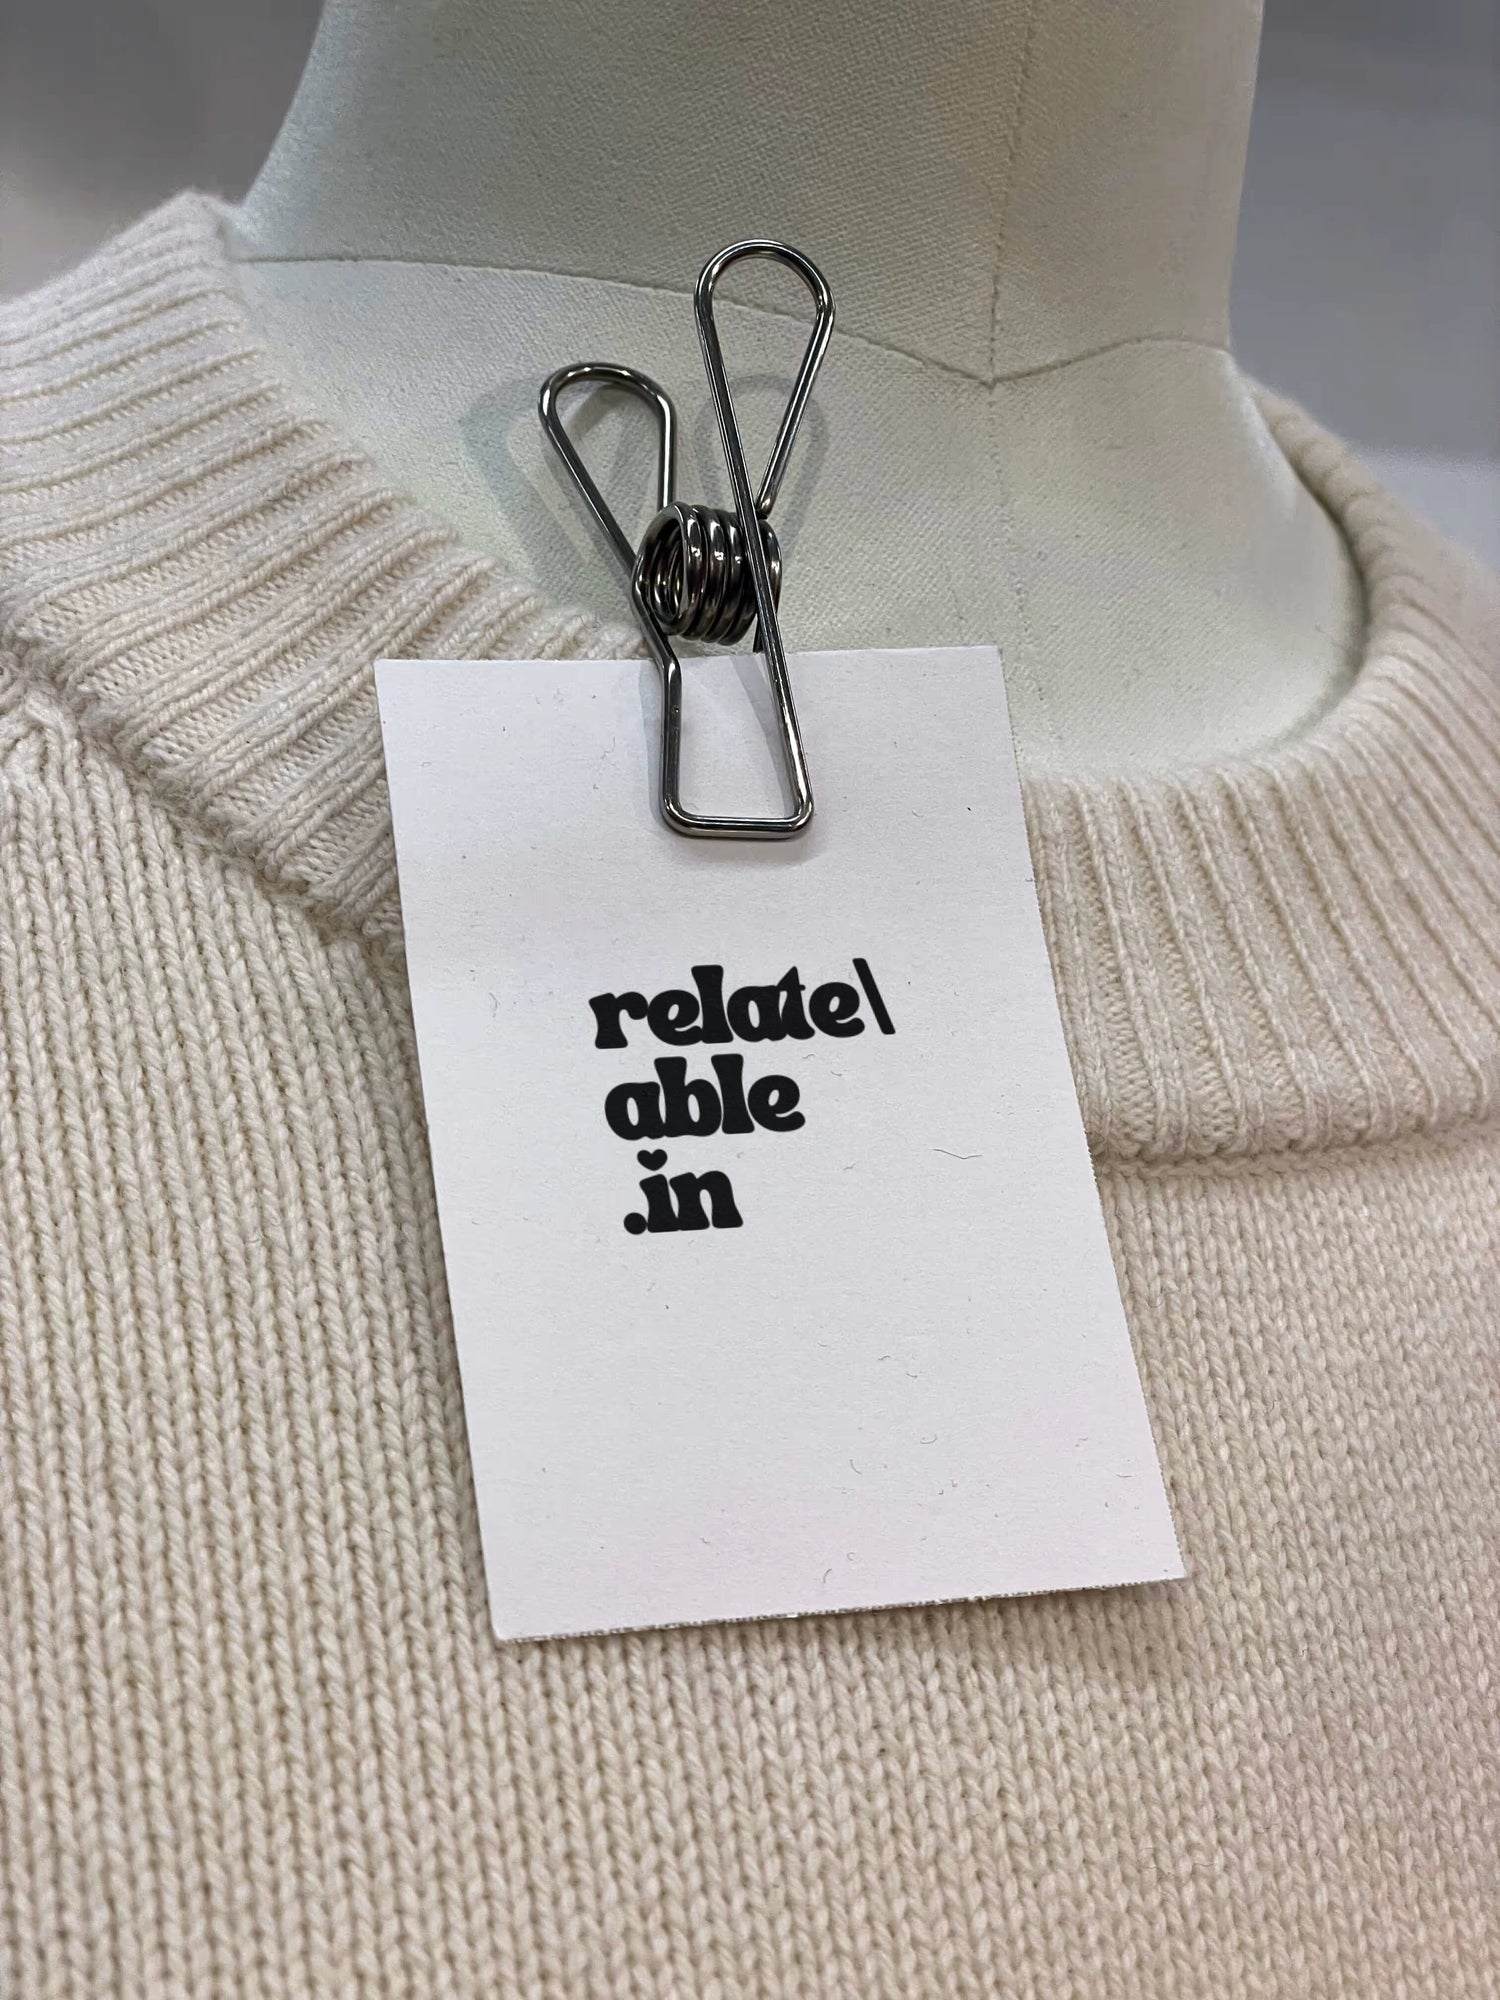 relate\
able
.in